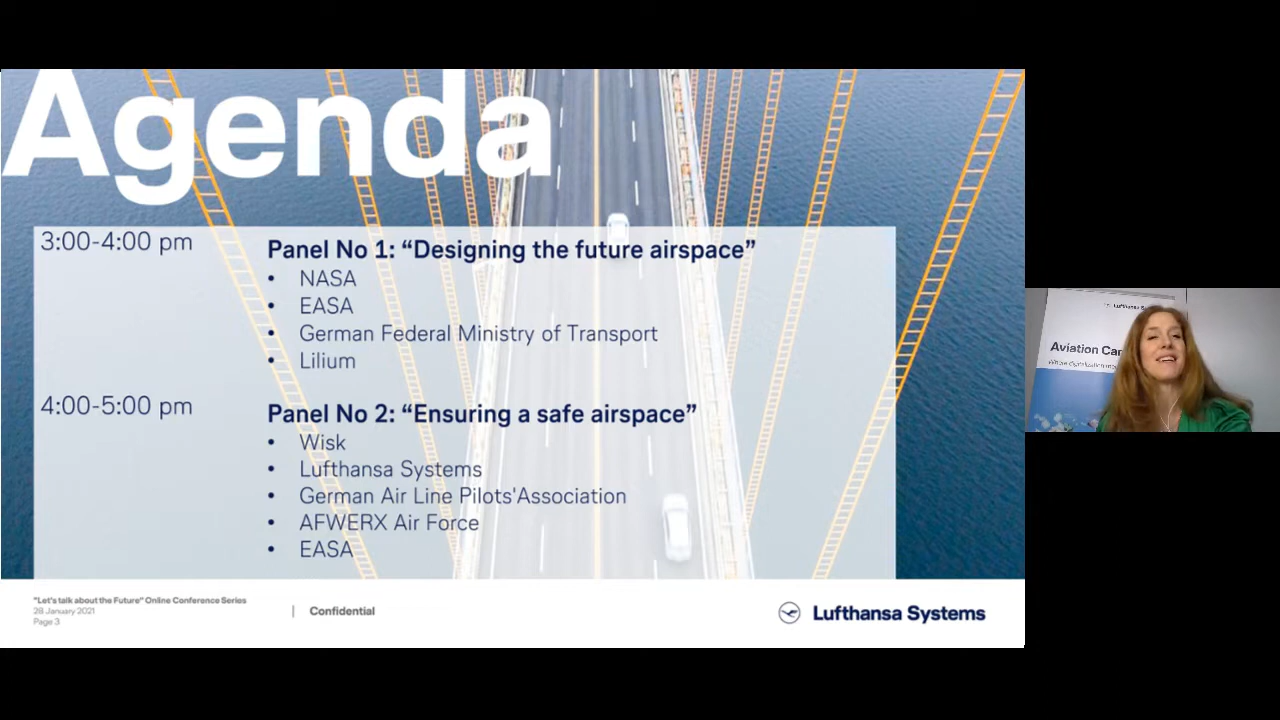 Agenda
3:00-4:00 pm
Panel No 1: “Designing the future airspace”
• NASA
• EASA
• German Federal Ministry of Transport
• Lilium
4:00-5:00 pm
Panel No 2: “Ensuring a safe airspace”
• Wisk
• Lufthansa Systems
• German Air Line Pilots'Association
• AFWERX Air Force
• EASA
"Let's talk about the Future" Online Conference Series
28 January 2021
Page 3
| Confidential
Lufthansa Systems
Lufthansa S
Aviation Car
Where digitalization